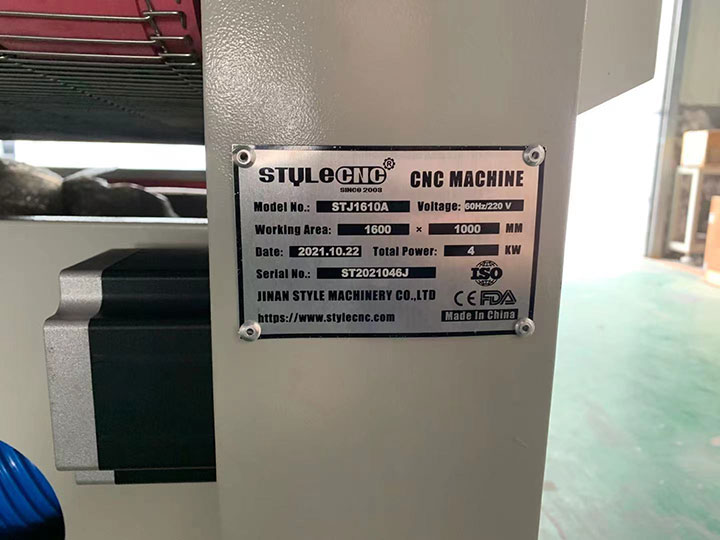 STYLECNC® CNC MACHINE
SINCE 2003
Model No.: STJ1610A Voltage: 60Hz/220 V
Working Area: 1600 × 1000 MM
Date: 2021.10.22 Total Power: 4 KW
Serial No.: ST2021046J ISO
JINAN STYLE MACHINERY CO.,LTD CE FDA
https://www.stylecnc.com Made In China